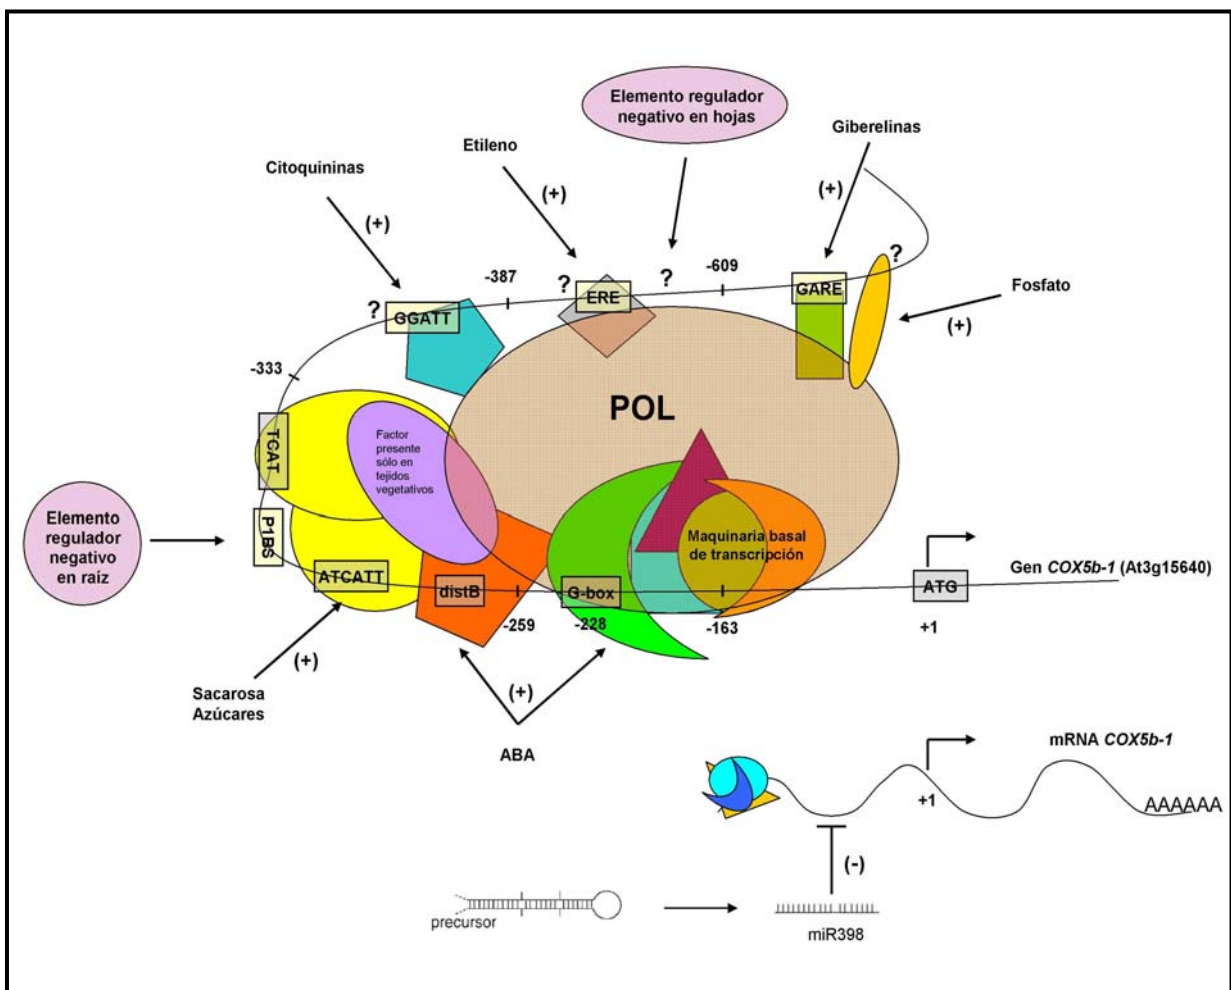 Elemento regulador
negativo en hojas
Giberelinas
Etileno
Citoquininas
(+)
(+)
(+)
?
-387
?
ERE
?
-609
GARE
?
Fosfato
(+)
?
GGATT
-333
POL
TCAT
Factor
presente
sólo en
tejidos
vegetativos
Elemento
regulador
negativo
en raíz
P1BS
Maquinaria basal
de transcripción
ATCATT
distB
G-box
ATG
Gen COX5b-1 (At3g15640)
-259
-228
-163
+1
(+)
(+)
Sacarosa
Azúcares
ABA
mRNA COX5b-1
+1
AAAAAA
(-)
precursor
miR398